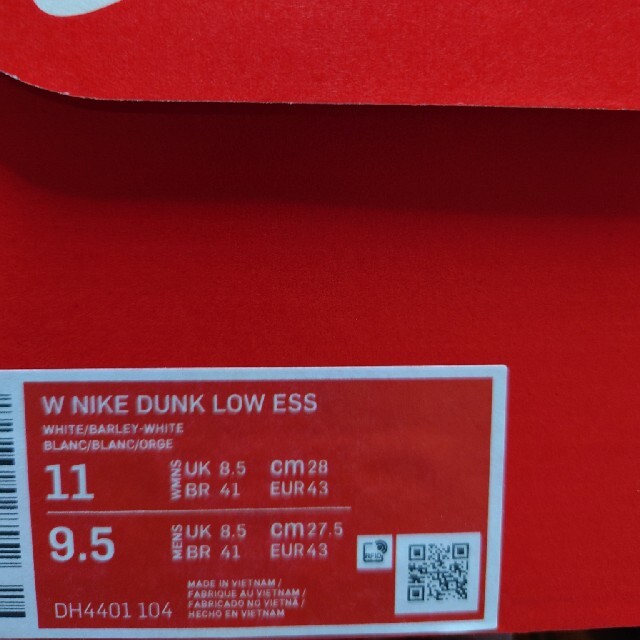 W NIKE DUNK LOW ESS
WHITE/BARLEY-WHITE
BLANC/BLANC/ORGE
11 WMNS UK 8.5 cm 28
BR 41 EUR 43
9.5 MENS UK 8.5 cm 27.5
BR 41 EUR 43
MADE IN VIETNAM /
FABRIQUE AU VIETNAM /
FABRICADO NO VIETNÃ /
HECHO EN VIETNAM
DH4401 104
RFID